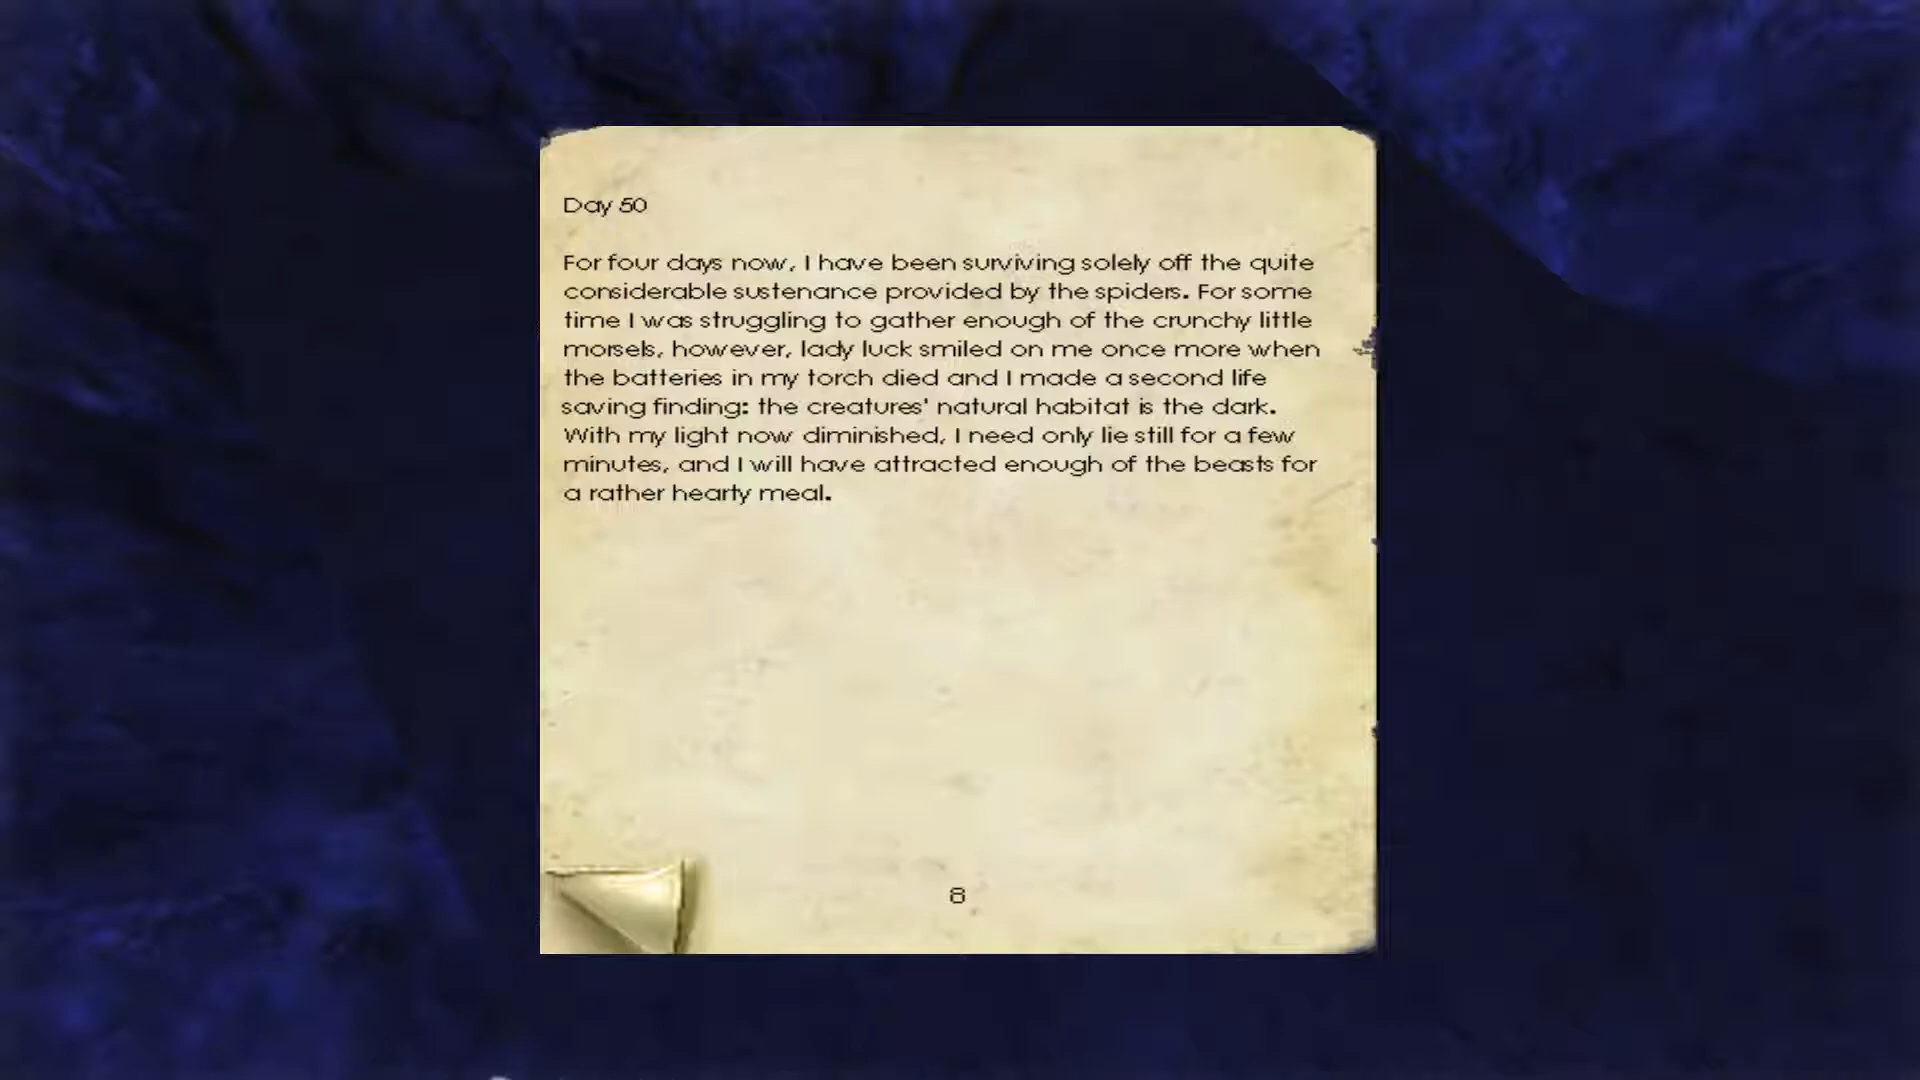 Day 50
For four days now, I have been surviving solely off the quite
considerable sustenance provided by the spiders. For some
time I was struggling to gather enough of the crunchy little
morsels, however, lady luck smiled on me once more when
the batteries in my torch died and I made a second life
saving finding: the creatures' natural habitat is the dark.
With my light now diminished, I need only lie still for a few
minutes, and I will have attracted enough of the beasts for
a rather hearty meal.
8